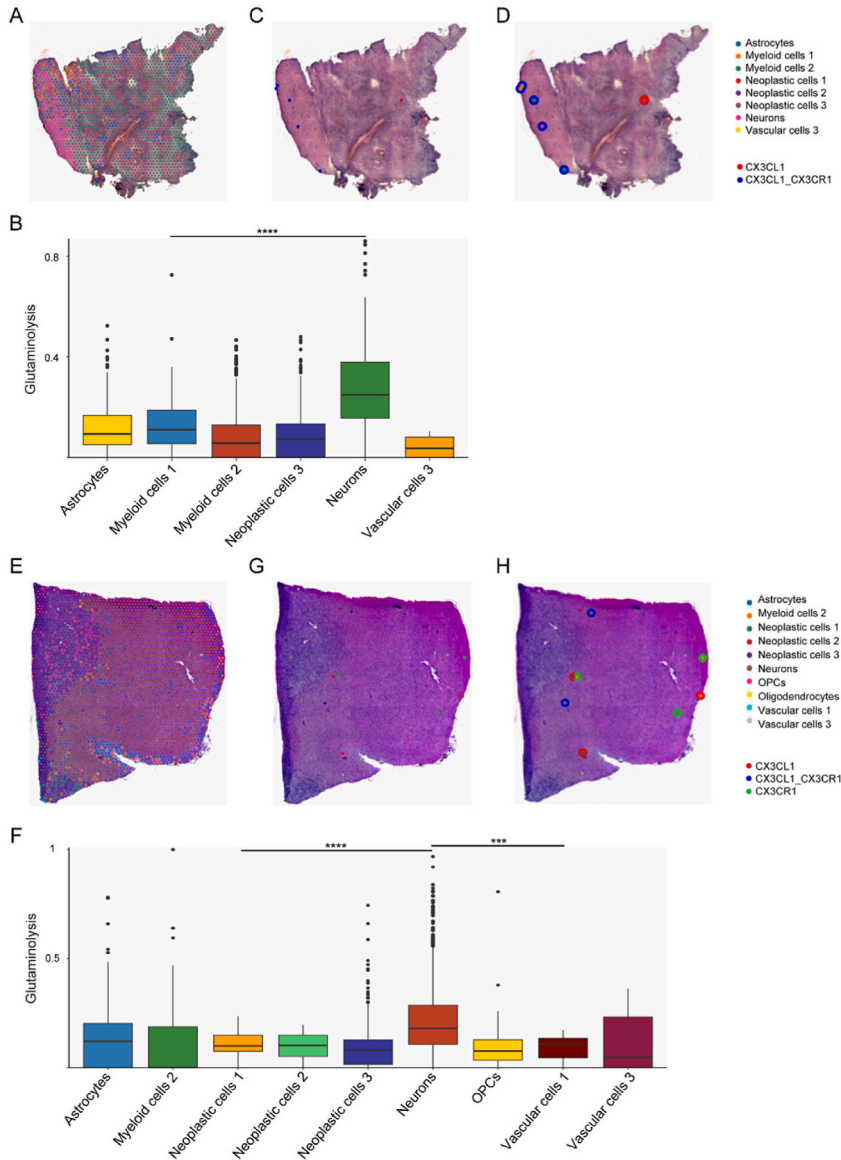 A
C
D
Astrocytes
Myeloid cells 1
Myeloid cells 2
Neoplastic cells 1
Neoplastic cells 2
Neoplastic cells 3
Neurons
Vascular cells 3
CX3CL1
CX3CL1_CX3CR1
B
****
0.8
0.4
Glutaminolysis
Astrocytes
Myeloid cells 1
Myeloid cells 2
Neoplastic cells 3
Neurons
Vascular cells 3
E
G
H
Astrocytes
Myeloid cells 2
Neoplastic cells 1
Neoplastic cells 2
Neoplastic cells 3
Neurons
OPCs
Oligodendrocytes
Vascular cells 1
Vascular cells 3
CX3CL1
CX3CL1_CX3CR1
CX3CR1
F
****
***
1
0.5
Glutaminolysis
Astrocytes
Myeloid cells 2
Neoplastic cells 1
Neoplastic cells 2
Neoplastic cells 3
Neurons
OPCs
Vascular cells 1
Vascular cells 3